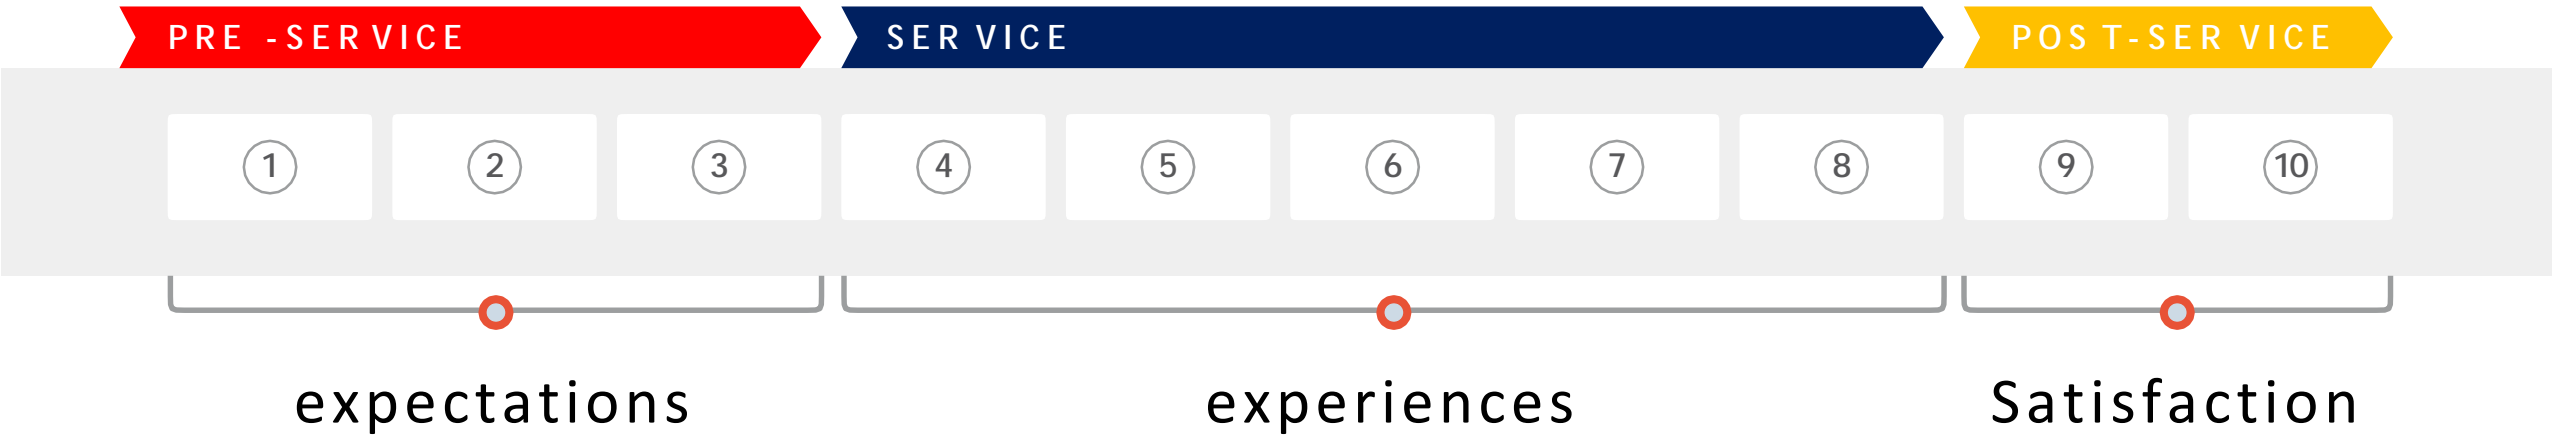 PRE -SERVICE SERVICE POST-SERVICE
1 2 3 4 5 6 7 8 9 10
expectations experiences Satisfaction